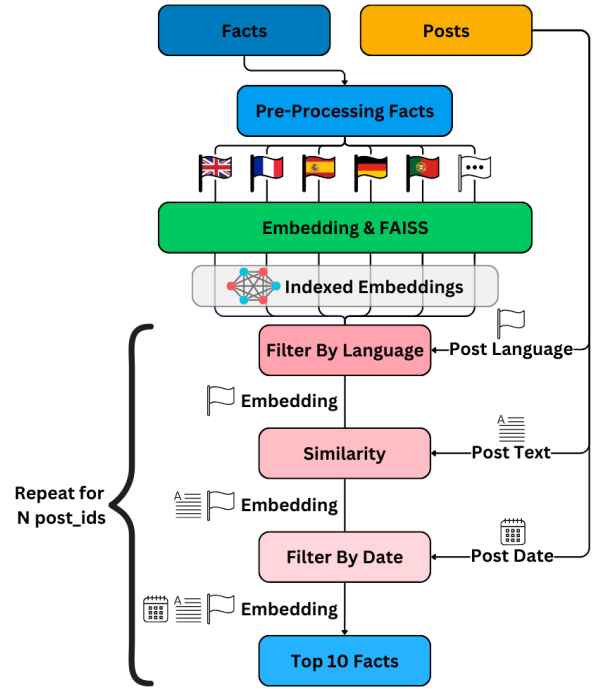 Facts
Posts
Pre-Processing Facts
Embedding & FAISS
Indexed Embeddings
Filter By Language
Post Language
Embedding
Similarity
Post Text
Repeat for
N post_ids
Embedding
Filter By Date
Post Date
Embedding
Top 10 Facts